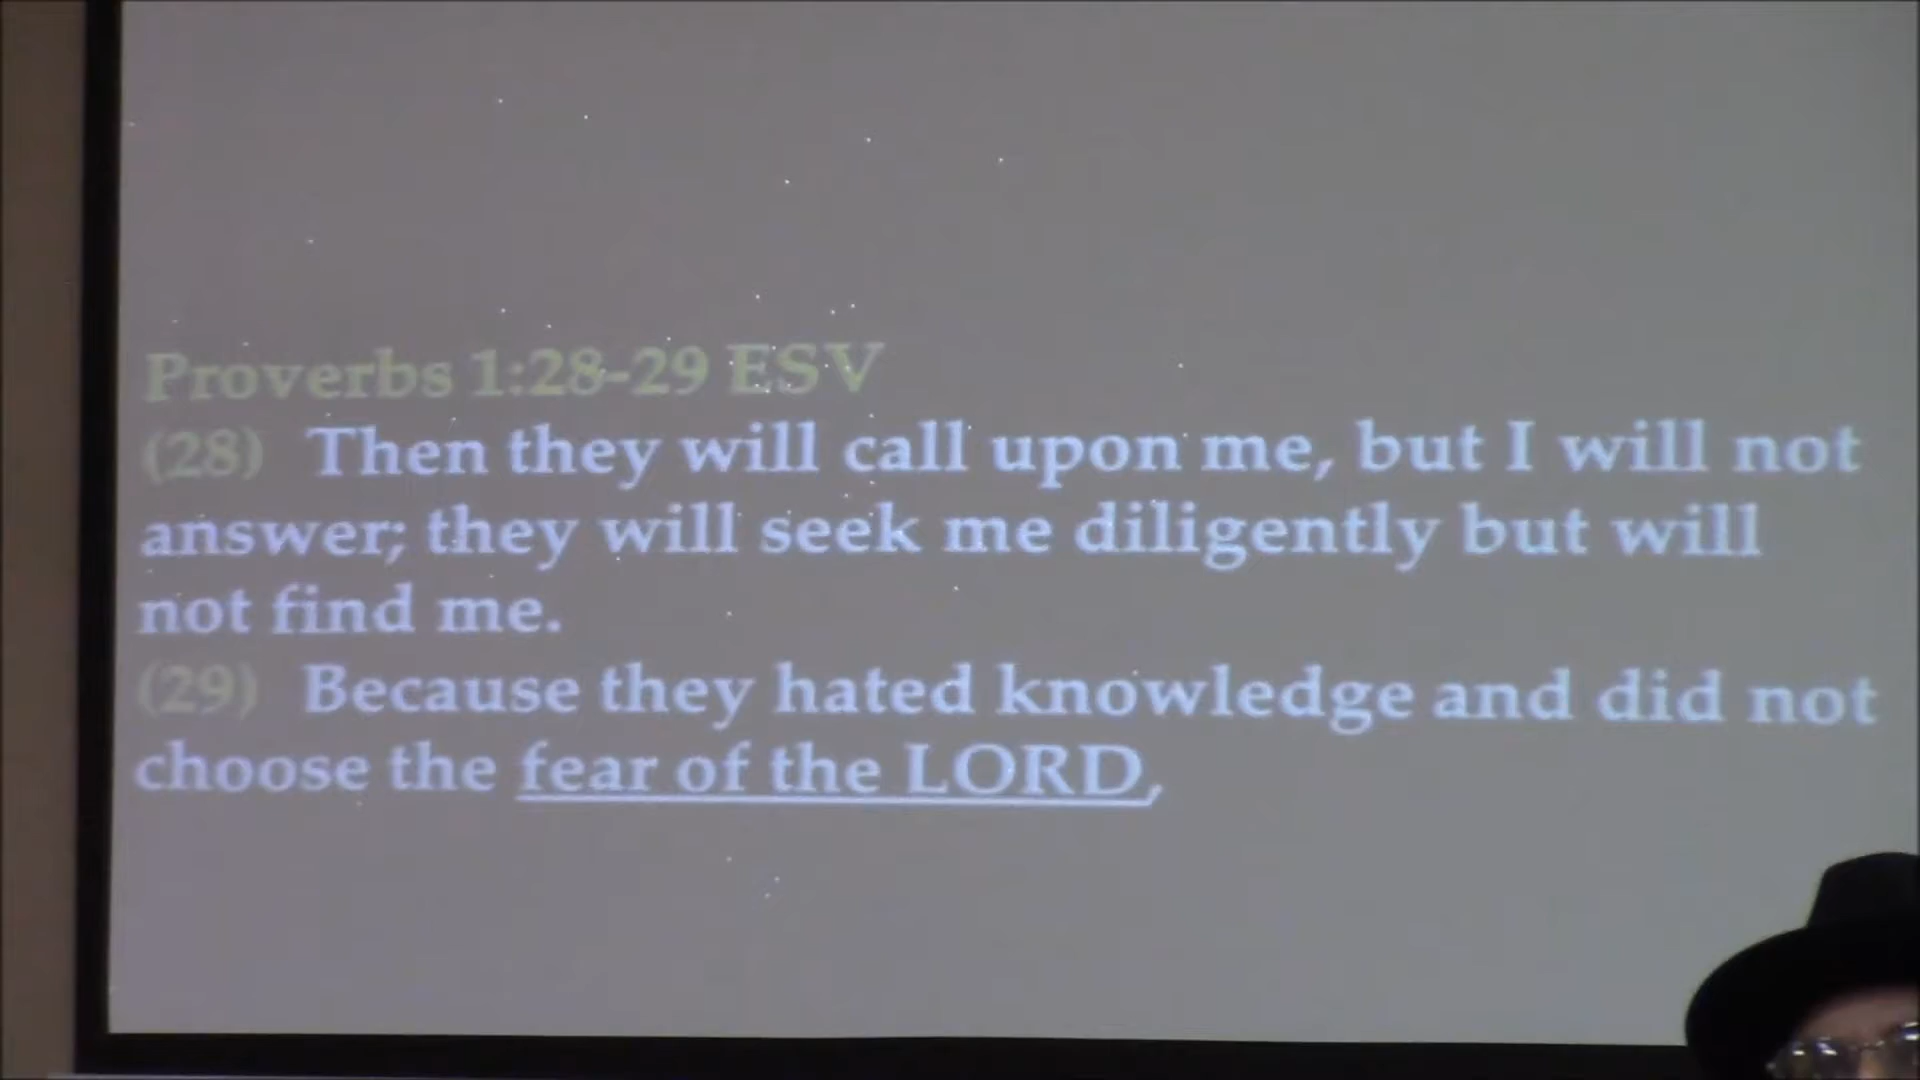 Proverbs 1:28-29 ESV
(28) Then they will call upon me, but I will not
answer; they will seek me diligently but will
not find me.
(29) Because they hated knowledge and did not
choose the fear of the LORD,